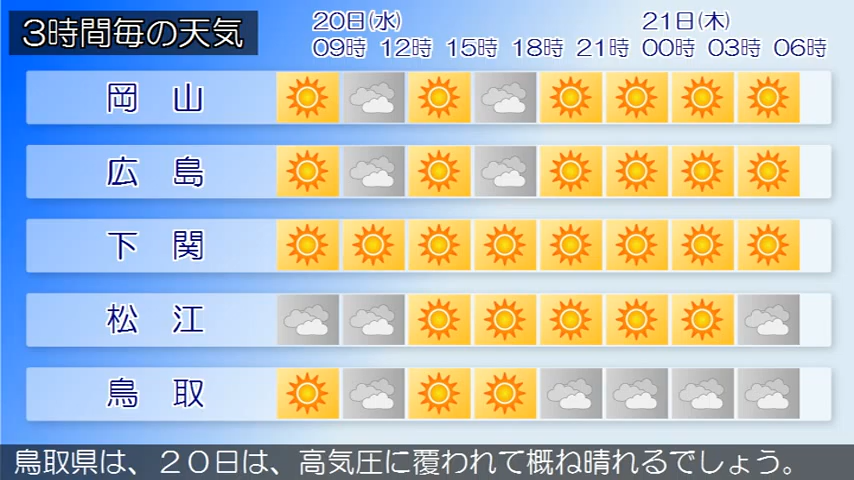 3時間毎の天気
20日(水) 21日(木)
09時 12時 15時 18時 21時 00時 03時 06時
岡 山
広 島
下 関
松 江
鳥 取
鳥取県は、２０日は、高気圧に覆われて概ね晴れるでしょう。